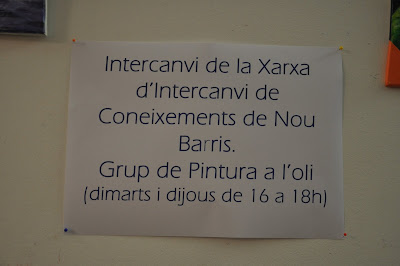 Intercanvi de la Xarxa
d'Intercanvi de
Coneixements de Nou
Barris.
Grup de Pintura a l'oli
(dimarts i dijous de 16 a 18h)